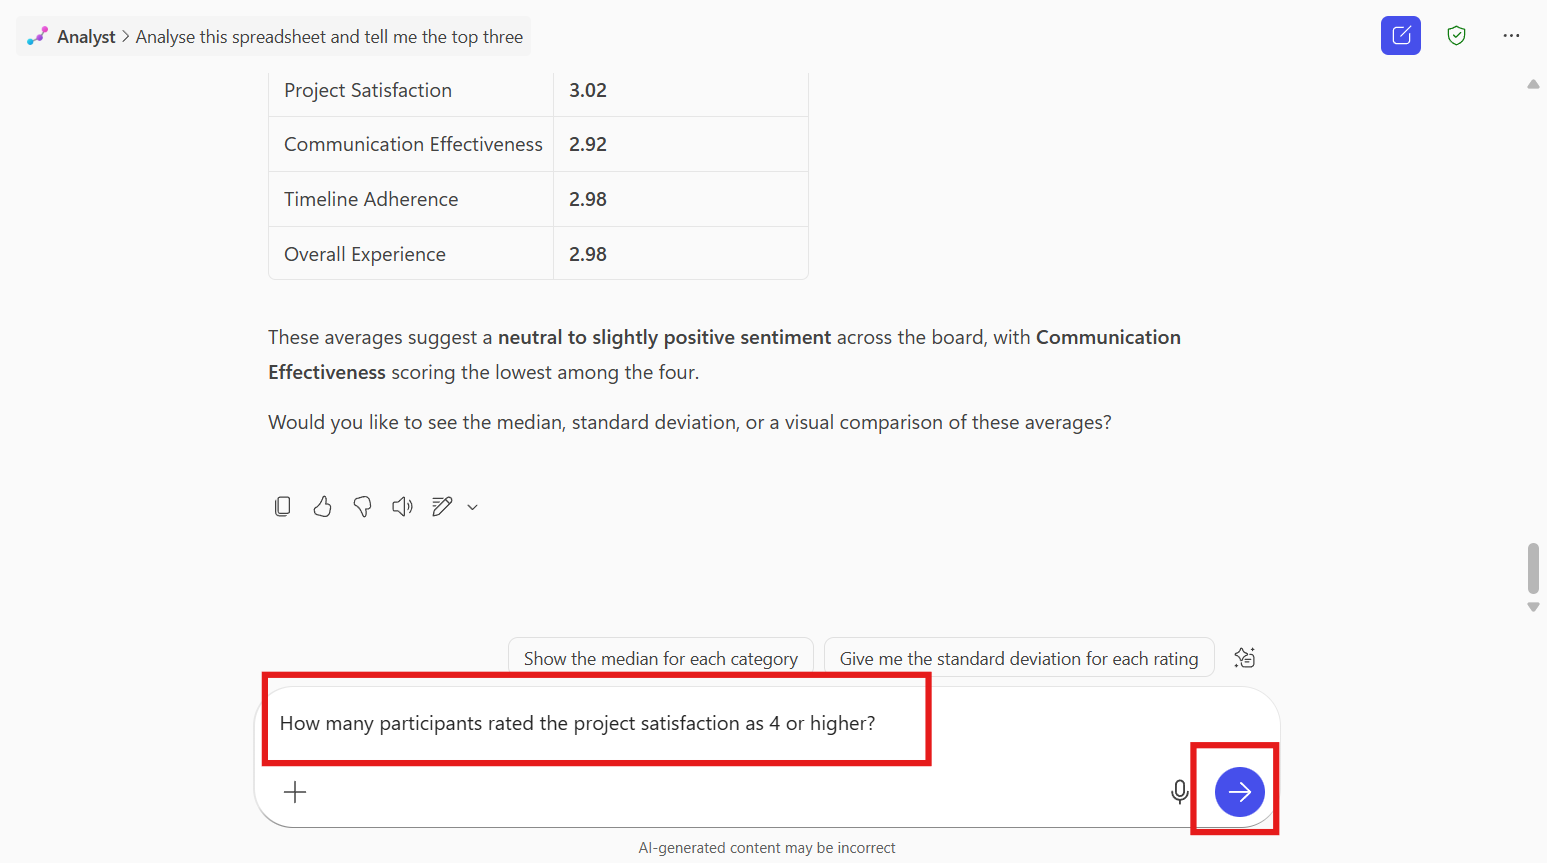 Analyst > Analyse this spreadsheet and tell me the top three
Project Satisfaction 3.02
Communication Effectiveness 2.92
Timeline Adherence 2.98
Overall Experience 2.98
These averages suggest a neutral to slightly positive sentiment across the board, with Communication
Effectiveness scoring the lowest among the four.
Would you like to see the median, standard deviation, or a visual comparison of these averages?
Show the median for each category Give me the standard deviation for each rating
How many participants rated the project satisfaction as 4 or higher?
AI-generated content may be incorrect